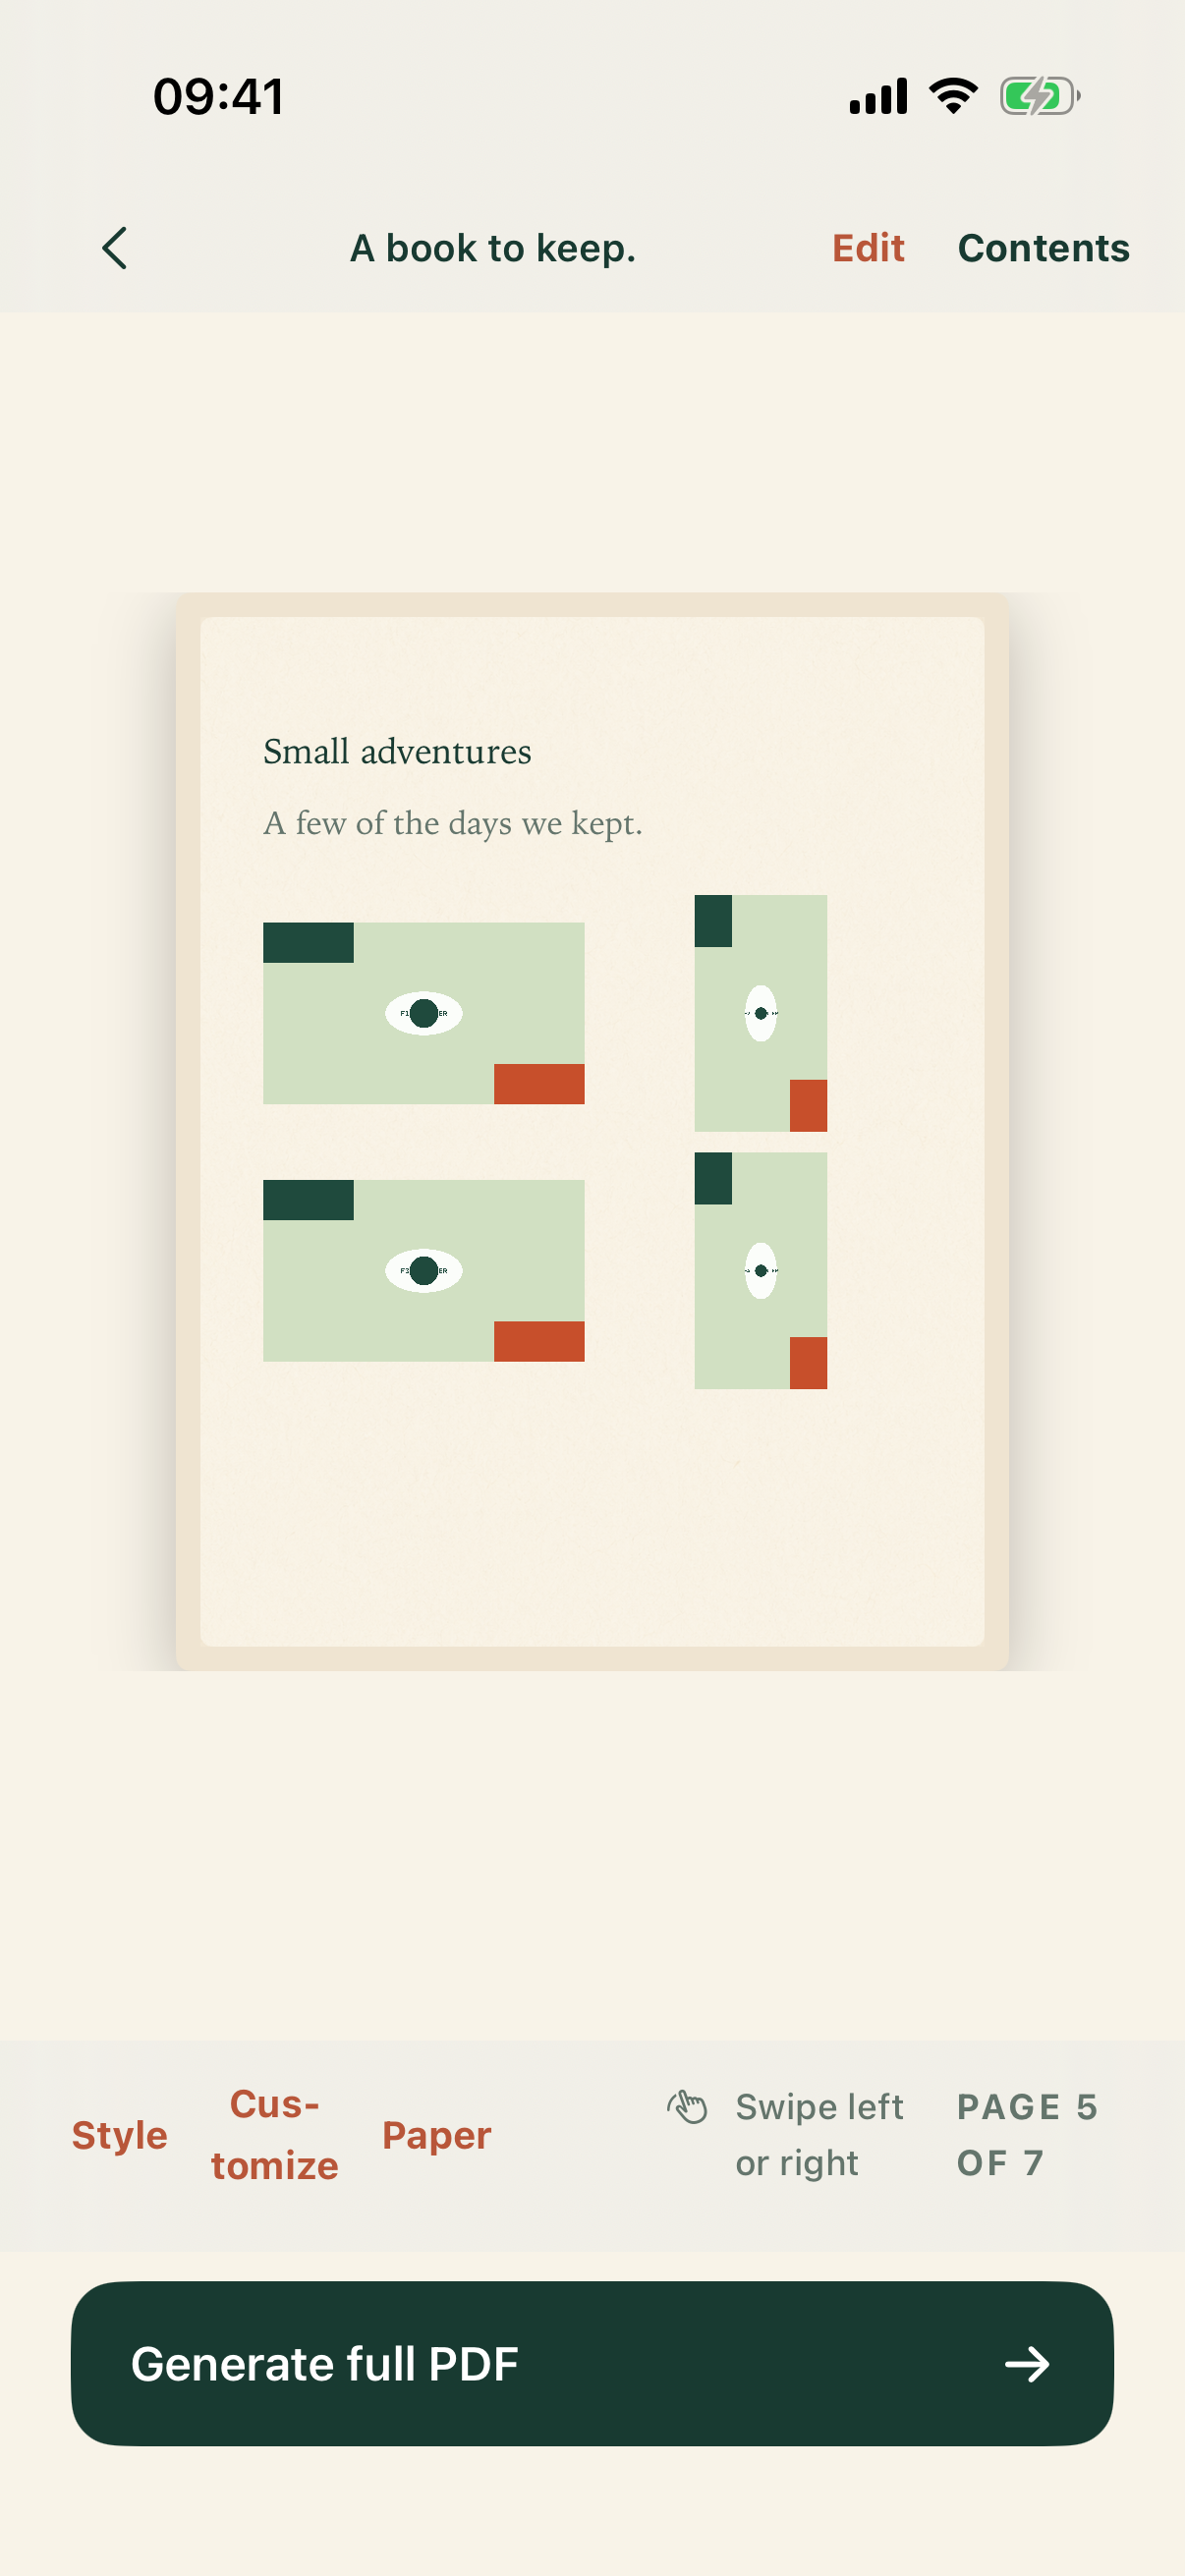 09:41
A book to keep.
Edit
Contents
Small adventures
A few of the days we kept.
Style
Cus-
tomize
Paper
Swipe left
or right
PAGE 5
OF 7
Generate full PDF